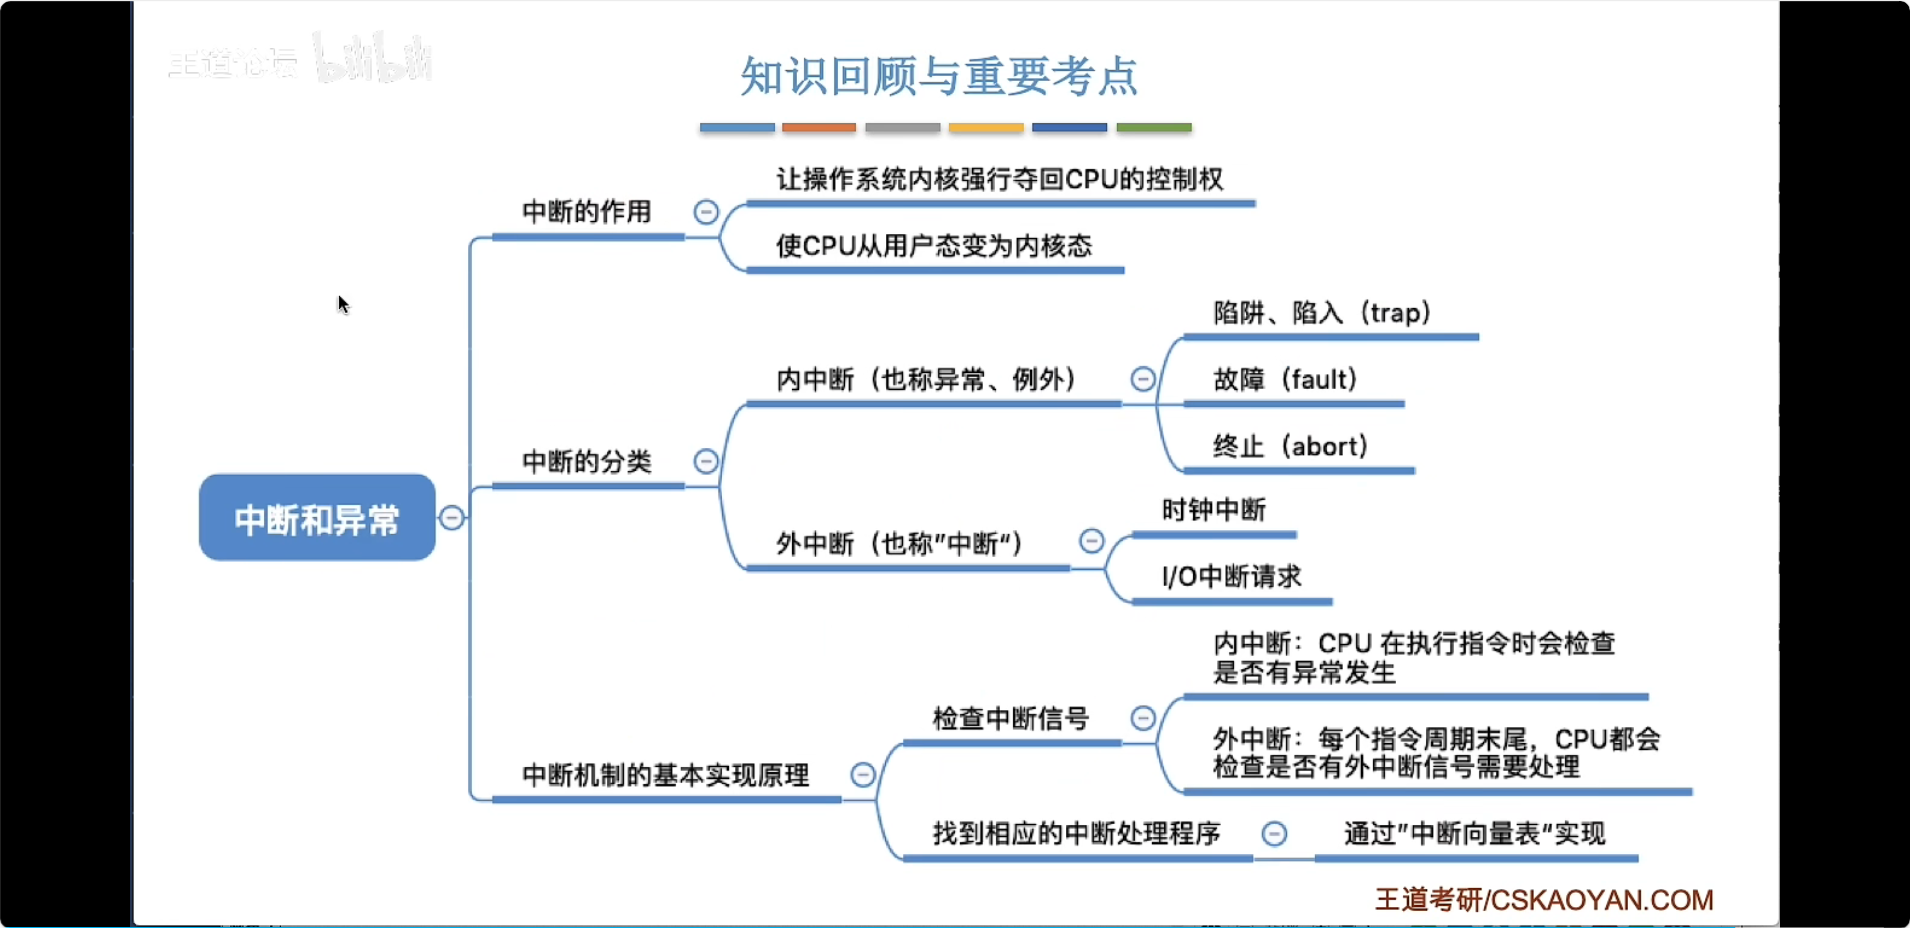 王道论坛 bilibili
知识回顾与重要考点
让操作系统内核强行夺回CPU的控制权
中断的作用
使CPU从用户态变为内核态
陷阱、陷入（trap）
内中断（也称异常、例外）
故障（fault）
终止（abort）
中断的分类
时钟中断
外中断（也称”中断“）
I/O中断请求
中断和异常
内中断：CPU 在执行指令时会检查
是否有异常发生
检查中断信号
外中断：每个指令周期末尾，CPU都会
检查是否有外中断信号需要处理
中断机制的基本实现原理
找到相应的中断处理程序
通过”中断向量表“实现
王道考研/CSKAOYAN.COM